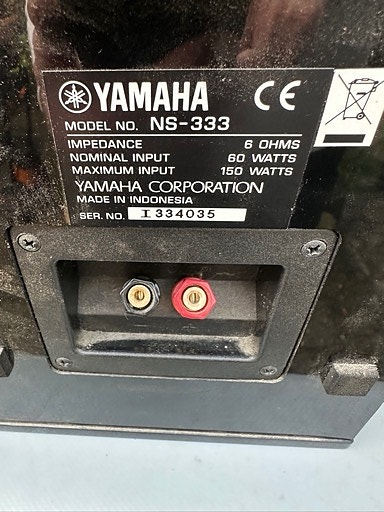 YAMAHA CE
MODEL NO. NS-333
IMPEDANCE 6 OHMS
NOMINAL INPUT 60 WATTS
MAXIMUM INPUT 150 WATTS
YAMAHA CORPORATION
MADE IN INDONESIA
SER. NO. I 334035
− +